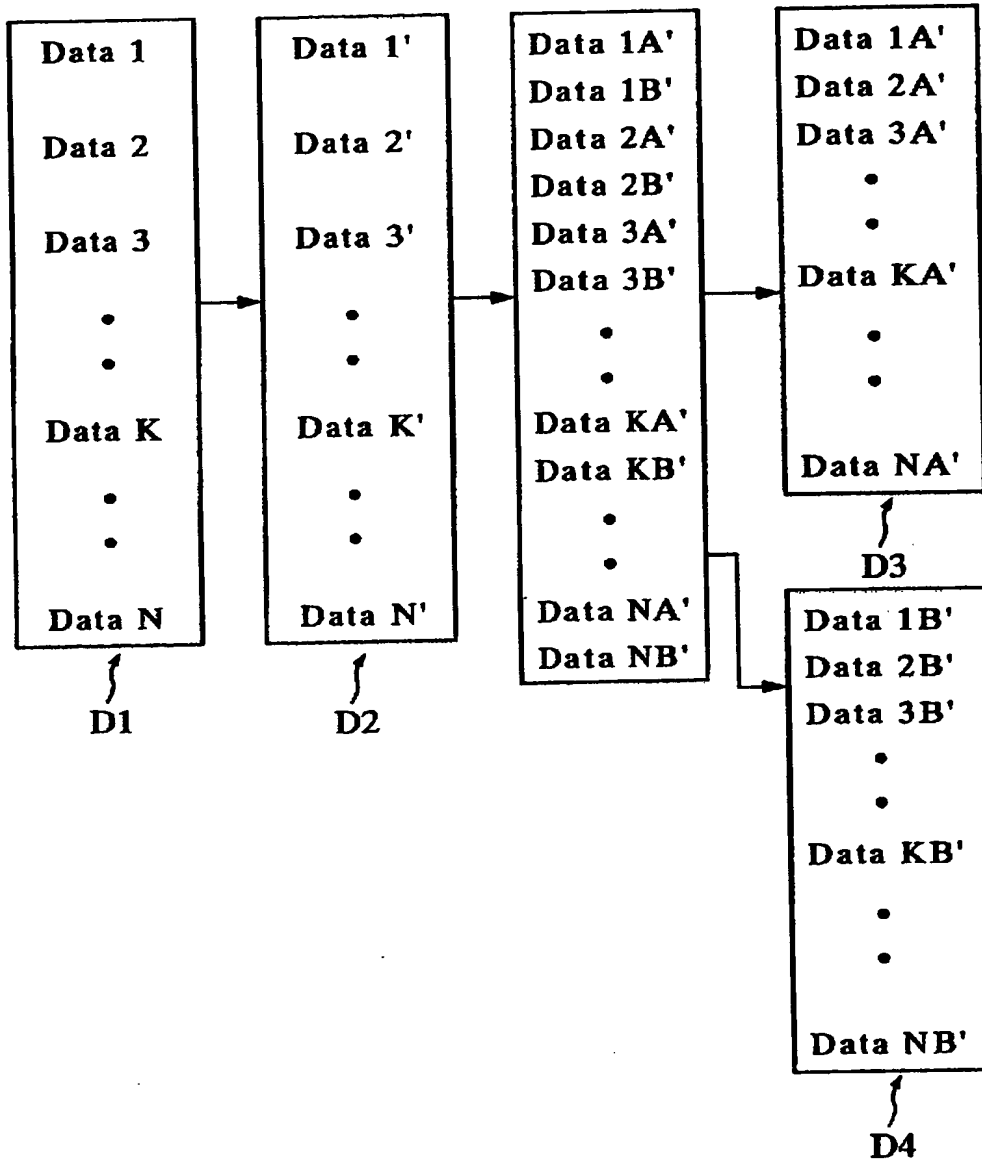 Data 1
Data 2
Data 3
Data K
Data N
D1
Data 1'
Data 2'
Data 3'
Data K'
Data N'
D2
Data 1A'
Data 1B'
Data 2A'
Data 2B'
Data 3A'
Data 3B'
Data KA'
Data KB'
Data NA'
Data NB'
Data 1A'
Data 2A'
Data 3A'
Data KA'
Data NA'
D3
Data 1B'
Data 2B'
Data 3B'
Data KB'
Data NB'
D4